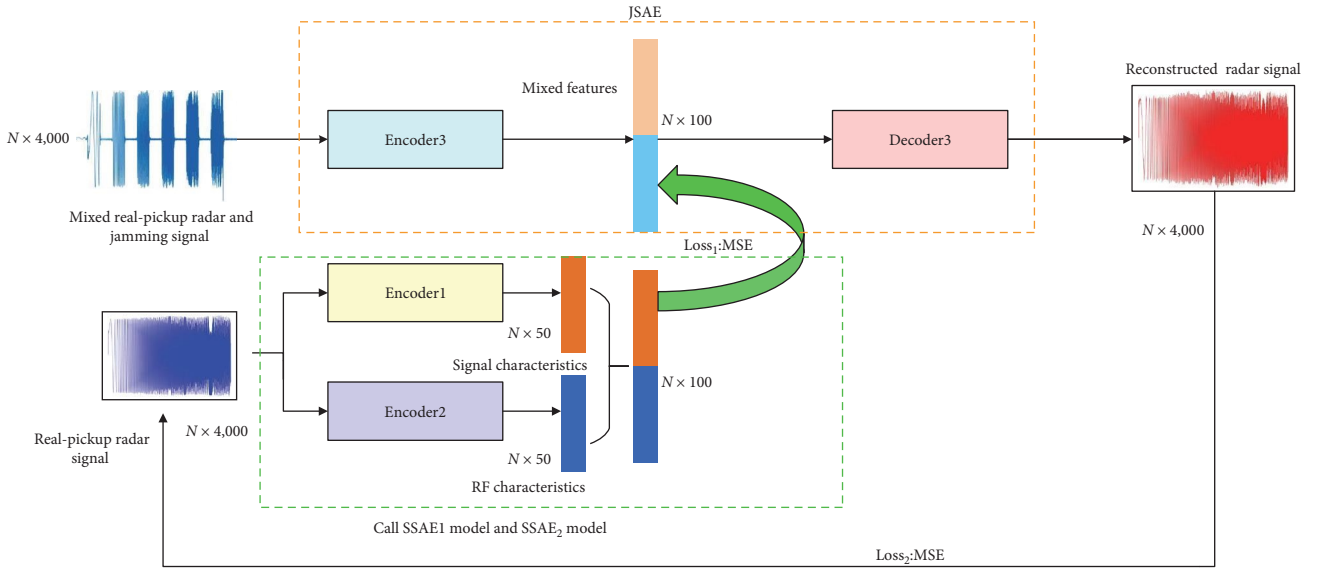 JSAE
Mixed features
Reconstructed radar signal
N × 4,000
Encoder3
N × 100
Decoder3
Mixed real-pickup radar and
jamming signal
N × 4,000
Loss₁:MSE
Encoder1
N × 50
Signal characteristics
N × 100
Encoder2
N × 4,000
Real-pickup radar
signal
N × 50
RF characteristics
Call SSAE1 model and SSAE₂ model
Loss₂:MSE